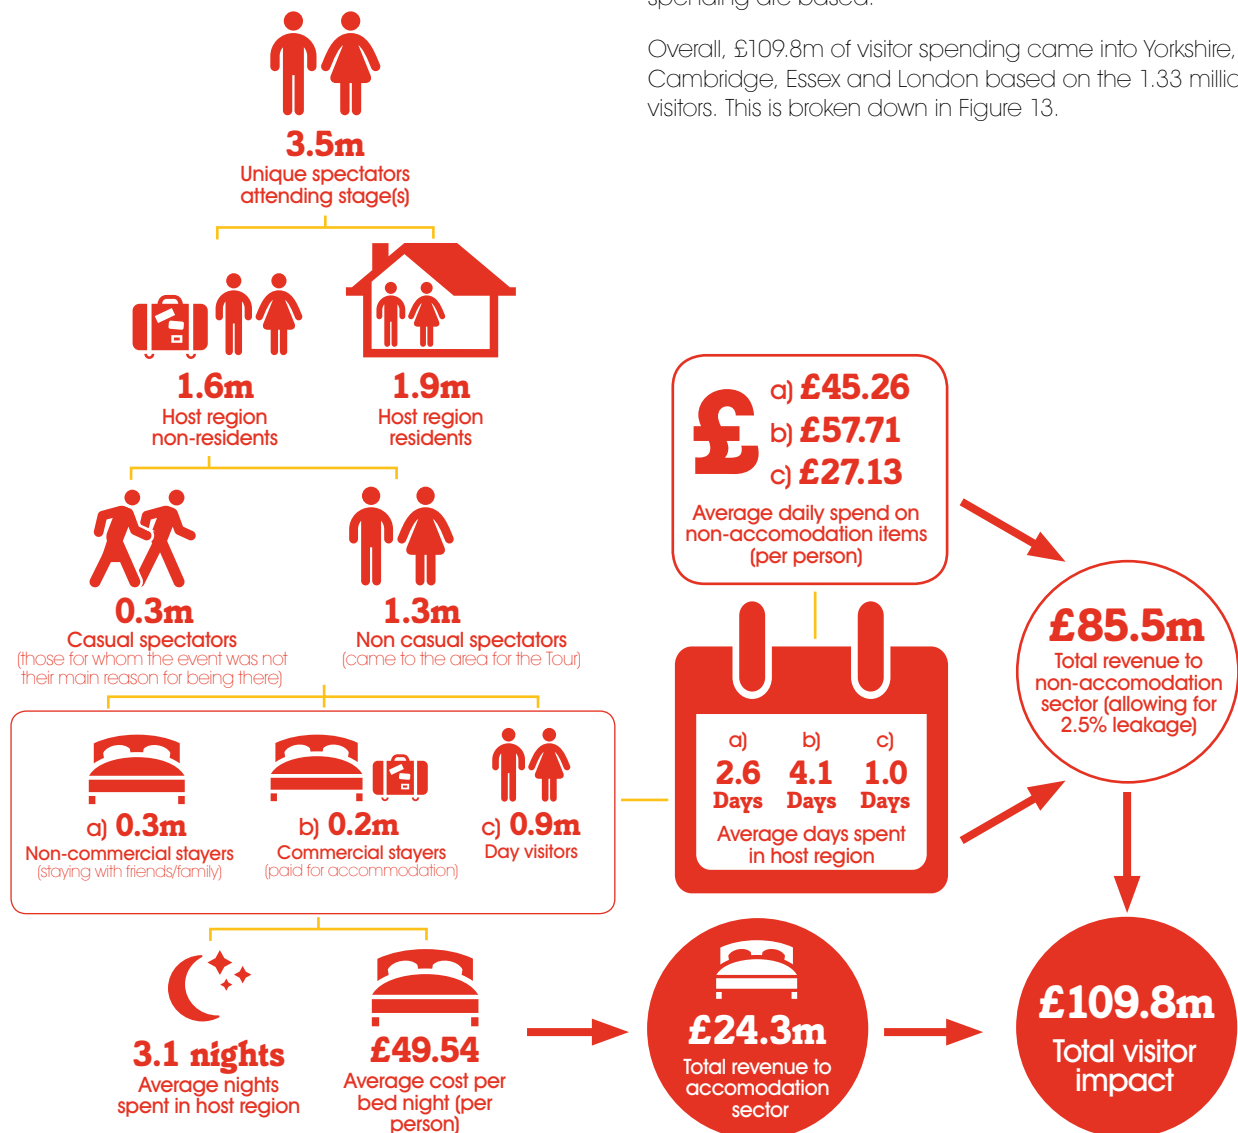 spending are based.
Overall, £109.8m of visitor spending came into Yorkshire,
Cambridge, Essex and London based on the 1.33
visitors. This is broken down in Figure 13.
3.5m
Unique spectators
attending stage(s)
1.6m
Host region
non-residents
1.9m
Host region
residents
0.3m
Casual spectators
(those for whom the event was not
their main reason for being there)
1.3m
Non casual spectators
(came to the area for the Tour)
a) 0.3m
Non-commercial stayers
(staying with friends/family)
b) 0.2m
Commercial stayers
(paid for accommodation)
c) 0.9m
Day visitors
£
a) £45.26
b) £57.71
c) £27.13
Average daily spend on
non-accomodation items
(per person)
a)
2.6
Days
b)
4.1
Days
c)
1.0
Days
Average days spent
in host region
£85.5m
Total revenue to
non-accomodation
sector (allowing for
2.5% leakage)
3.1 nights
Average nights
spent in host region
£49.54
Average cost per
bed night (per
person)
£24.3m
Total revenue to
accomodation
sector
£109.8m
Total visitor
impact